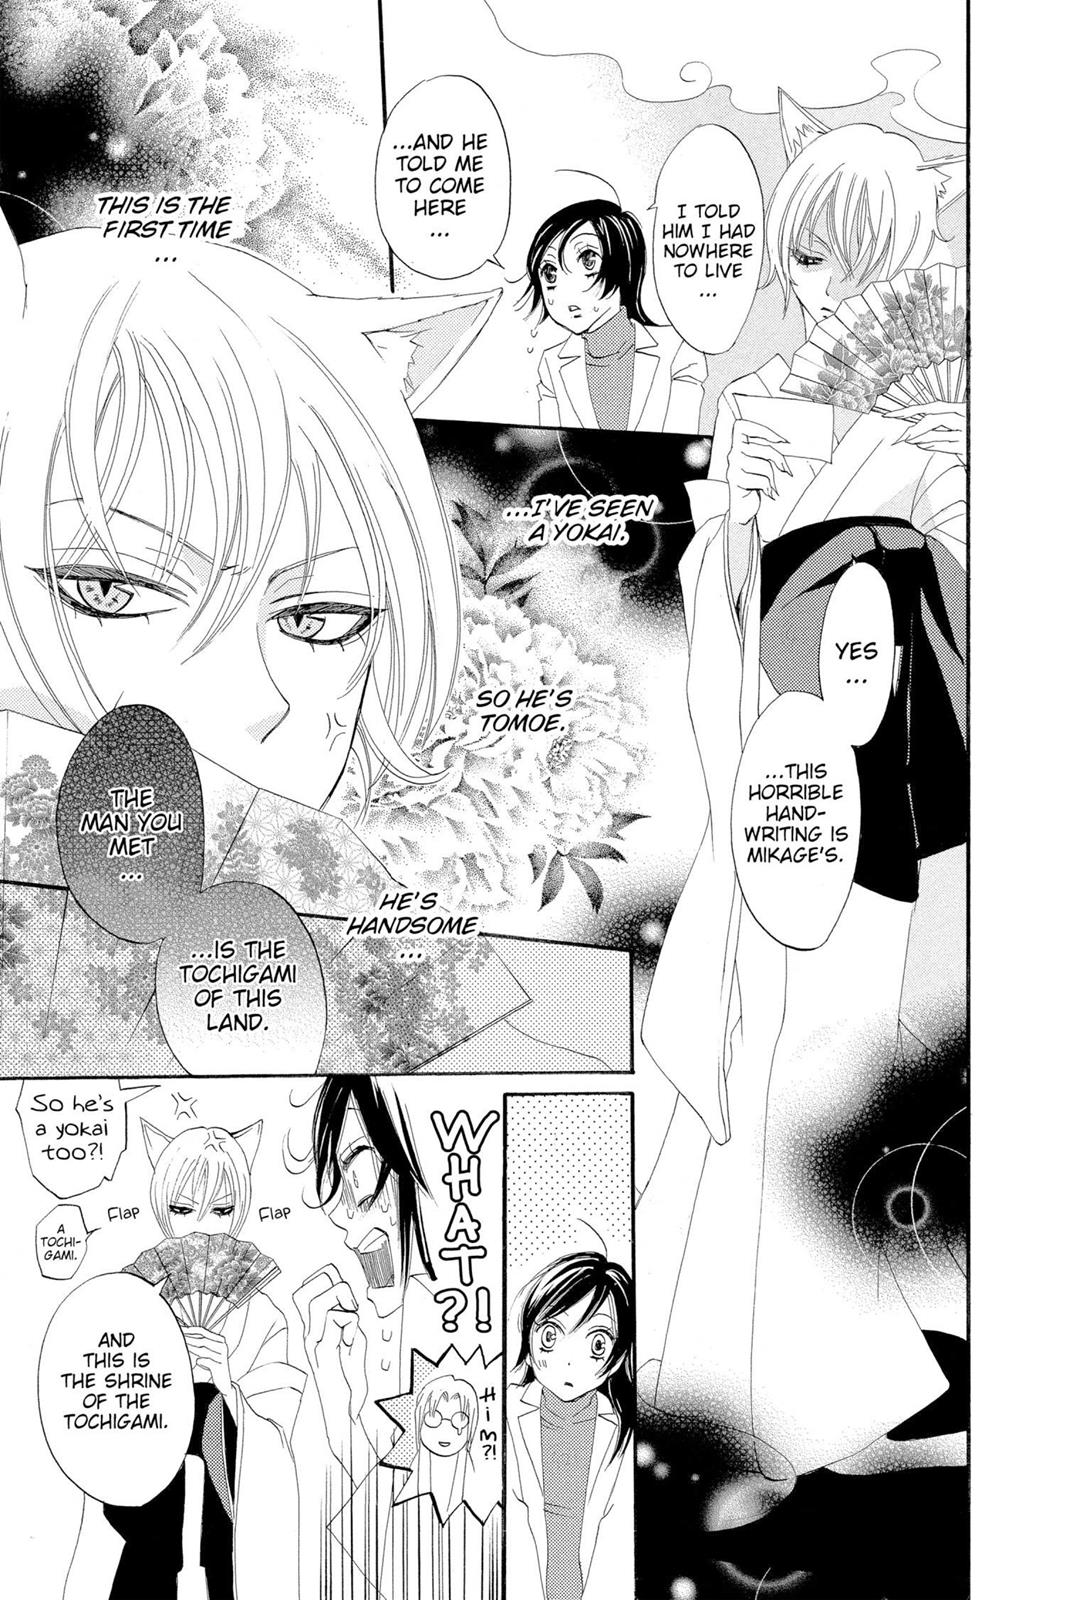 I TOLD
HIM I HAD
NOWHERE
TO LIVE
...
...AND HE
TOLD ME
TO COME
HERE
...
YES
...
...THIS
HORRIBLE
HAND-
WRITING IS
MIKAGE'S.
THIS IS THE
FIRST TIME
...
...I'VE SEEN
A YOKAI.
SO HE'S
TOMOE.
HE'S
HANDSOME
...
THE
MAN YOU
MET
...
...IS THE
TOCHIGAMI
OF THIS
LAND.
WHAT?!
HIM?!
So he's
a yokai
too?!
A
TOCHI-
GAMI.
Flap
Flap
AND
THIS IS
THE SHRINE
OF THE
TOCHIGAMI.